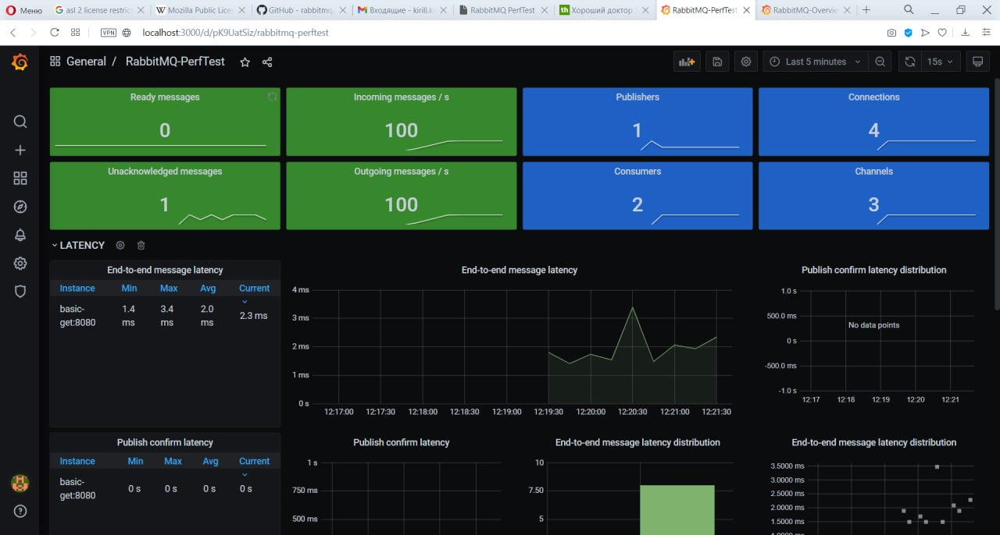 Меню
asl 2 license restrict
Mozilla Public Lice
GitHub - rabbitmq
Входящие - kirill.k
RabbitMQ PerfTest
Хороший доктор 1
RabbitMQ-PerfTest
RabbitMQ-Overvie
VPN
localhost:3000/d/pK9UatSiz/rabbitmq-perftest
General / RabbitMQ-PerfTest
Last 5 minutes
15s
Ready messages
0
Incoming messages / s
100
Publishers
1
Connections
4
Unacknowledged messages
1
Outgoing messages / s
100
Consumers
2
Channels
3
LATENCY
End-to-end message latency
Instance Min Max Avg Current
basic-get:8080 1.4 ms 3.4 ms 2.0 ms 2.3 ms
End-to-end message latency
4 ms
3 ms
2 ms
1 ms
0 s
12:17:00 12:17:30 12:18:00 12:18:30 12:19:00 12:19:30 12:20:00 12:20:30 12:21:00 12:21:30
Publish confirm latency distribution
1.0 s
500.0 ms
0 s
-500.0 ms
-1.0 s
No data points
12:17 12:18 12:19 12:20 12:21
Publish confirm latency
Instance Min Max Avg Current
basic-get:8080 0 s 0 s 0 s 0 s
Publish confirm latency
1 s
750 ms
500 ms
End-to-end message latency distribution
10
7.50
5
End-to-end message latency distribution
3.5000 ms
3.0000 ms
2.5000 ms
2.0000 ms
1.5000 ms
1.0000 ms